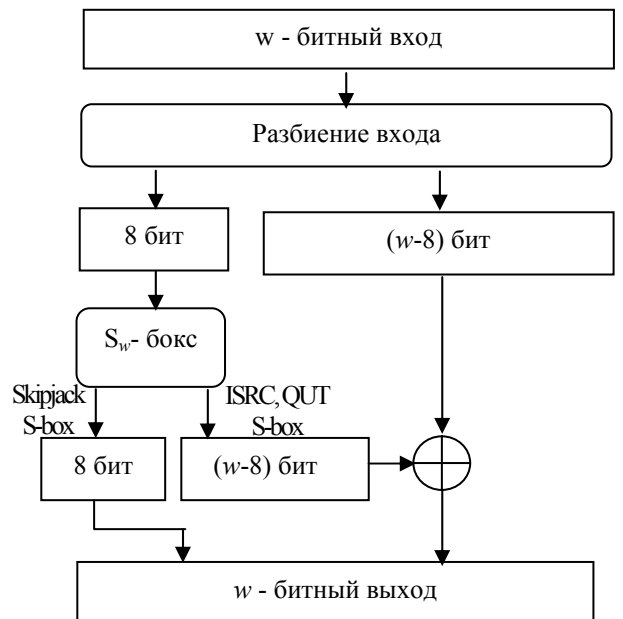 w - битный вход
Разбиение входа
8 бит
(w-8) бит
Sw- бокс
Skipjack
S-box
ISRC, QUT
S-box
8 бит
(w-8) бит
w - битный выход